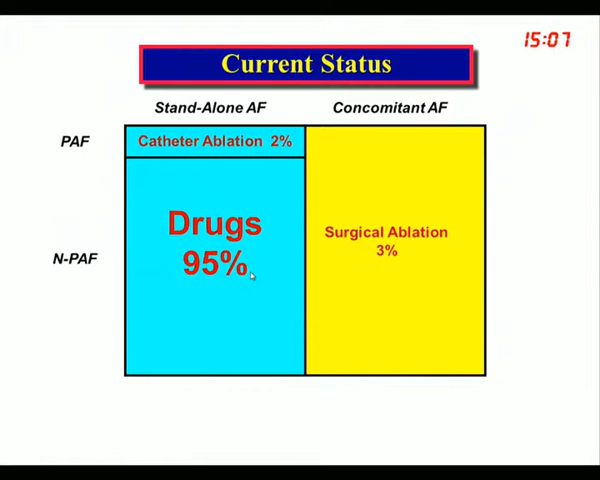 15:07
Current Status
Stand-Alone AF
Concomitant AF
PAF
Catheter Ablation 2%
Drugs
95%
Surgical Ablation
3%
N-PAF